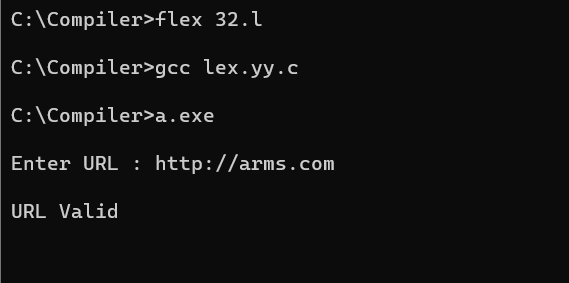 C:\Compiler>flex 32.l
C:\Compiler>gcc lex.yy.c
C:\Compiler>a.exe
Enter URL : http://arms.com
URL Valid